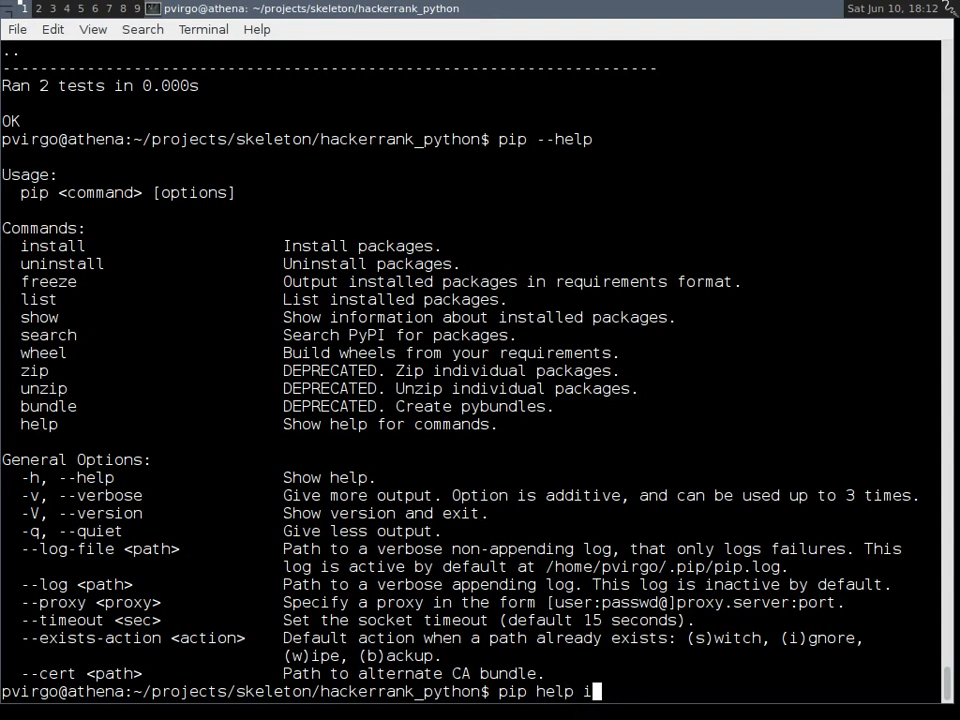 1 2 3 4 5 6 7 8 9 pvirgo@athena: ~/projects/skeleton/hackerrank_python Sat Jun 10, 18:12
File Edit View Search Terminal Help
..
----------------------------------------------------------------------
Ran 2 tests in 0.000s
OK
pvirgo@athena:~/projects/skeleton/hackerrank_python$ pip --help
Usage:
pip <command> [options]
Commands:
install Install packages.
uninstall Uninstall packages.
freeze Output installed packages in requirements format.
list List installed packages.
show Show information about installed packages.
search Search PyPI for packages.
wheel Build wheels from your requirements.
zip DEPRECATED. Zip individual packages.
unzip DEPRECATED. Unzip individual packages.
bundle DEPRECATED. Create pybundles.
help Show help for commands.
General Options:
-h, --help Show help.
-v, --verbose Give more output. Option is additive, and can be used up to 3 times.
-V, --version Show version and exit.
-q, --quiet Give less output.
--log-file <path> Path to a verbose non-appending log, that only logs failures. This
log is active by default at /home/pvirgo/.pip/pip.log.
--log <path> Path to a verbose appending log. This log is inactive by default.
--proxy <proxy> Specify a proxy in the form [user:passwd@]proxy.server:port.
--timeout <sec> Set the socket timeout (default 15 seconds).
--exists-action <action> Default action when a path already exists: (s)witch, (i)gnore,
(w)ipe, (b)ackup.
--cert <path> Path to alternate CA bundle.
pvirgo@athena:~/projects/skeleton/hackerrank_python$ pip help i